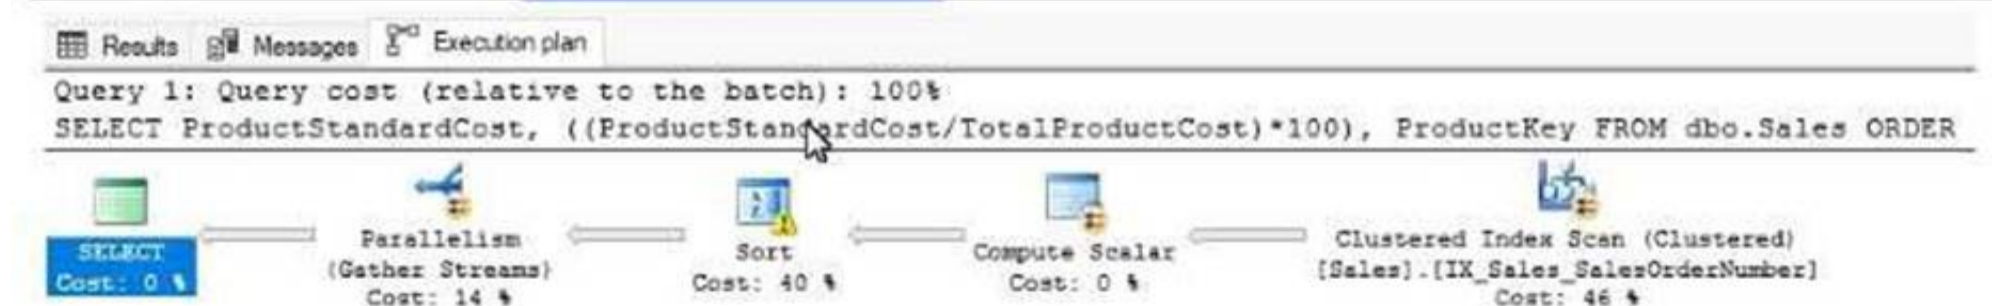 Results Messages Execution plan
Query 1: Query cost (relative to the batch): 100%
SELECT ProductStandardCost, ((ProductStandardCost/TotalProductCost)*100), ProductKey FROM dbo.Sales ORDER
SELECT
Cost: 0 %
Parallelism
(Gather Streams)
Cost: 14 %
Sort
Cost: 40 %
Compute Scalar
Cost: 0 %
Clustered Index Scan (Clustered)
[Sales].[IX_Sales_SalesOrderNumber]
Cost: 46 %